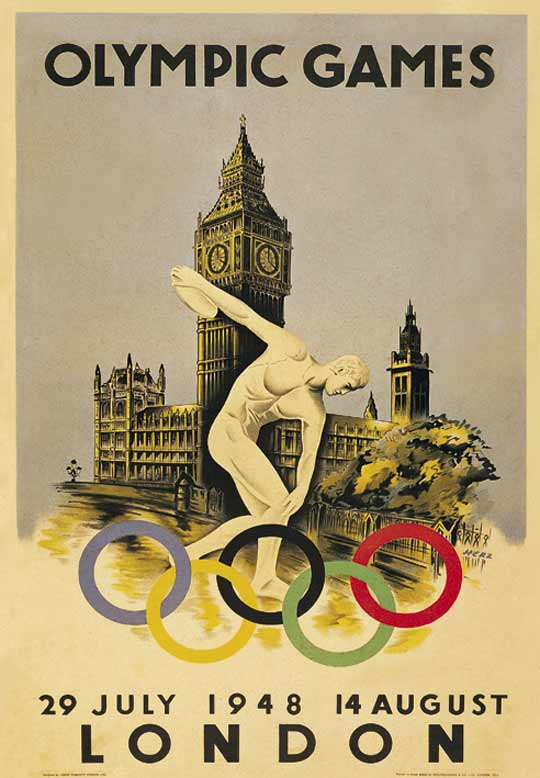 OLYMPIC GAMES
HERZ
29 JULY 1948 14 AUGUST
LONDON